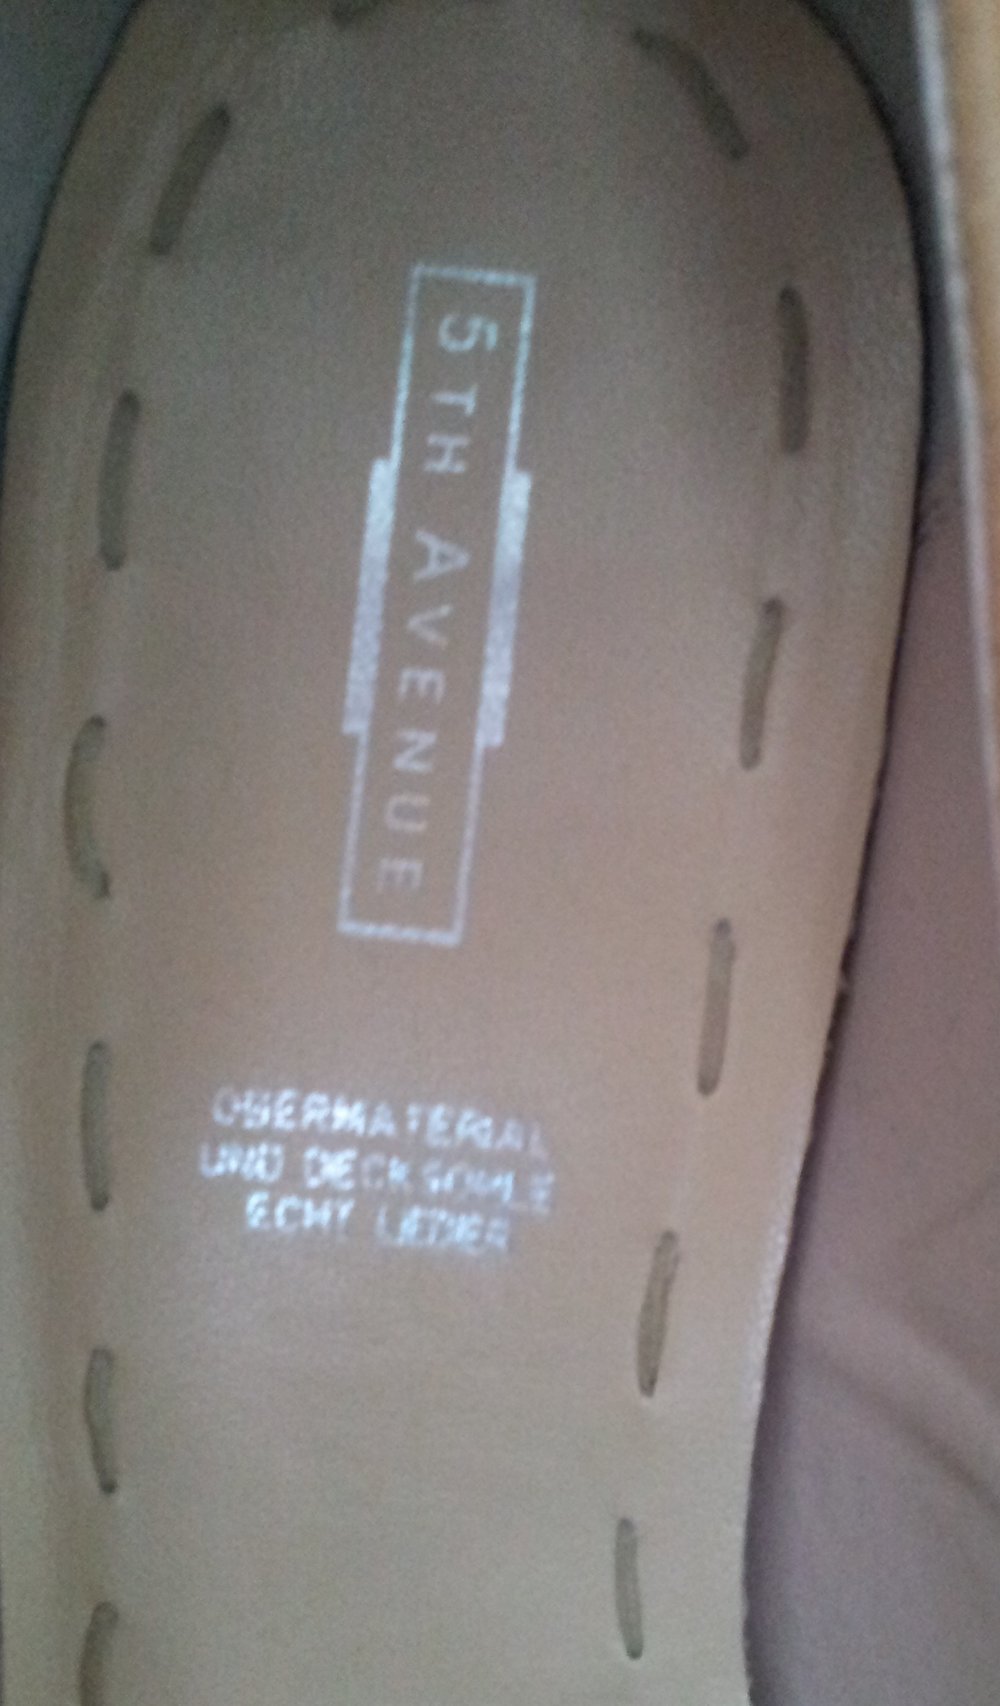 5TH AVENUE
OBERMATERIAL
UND DECKSOHLE
ECHT LEDER